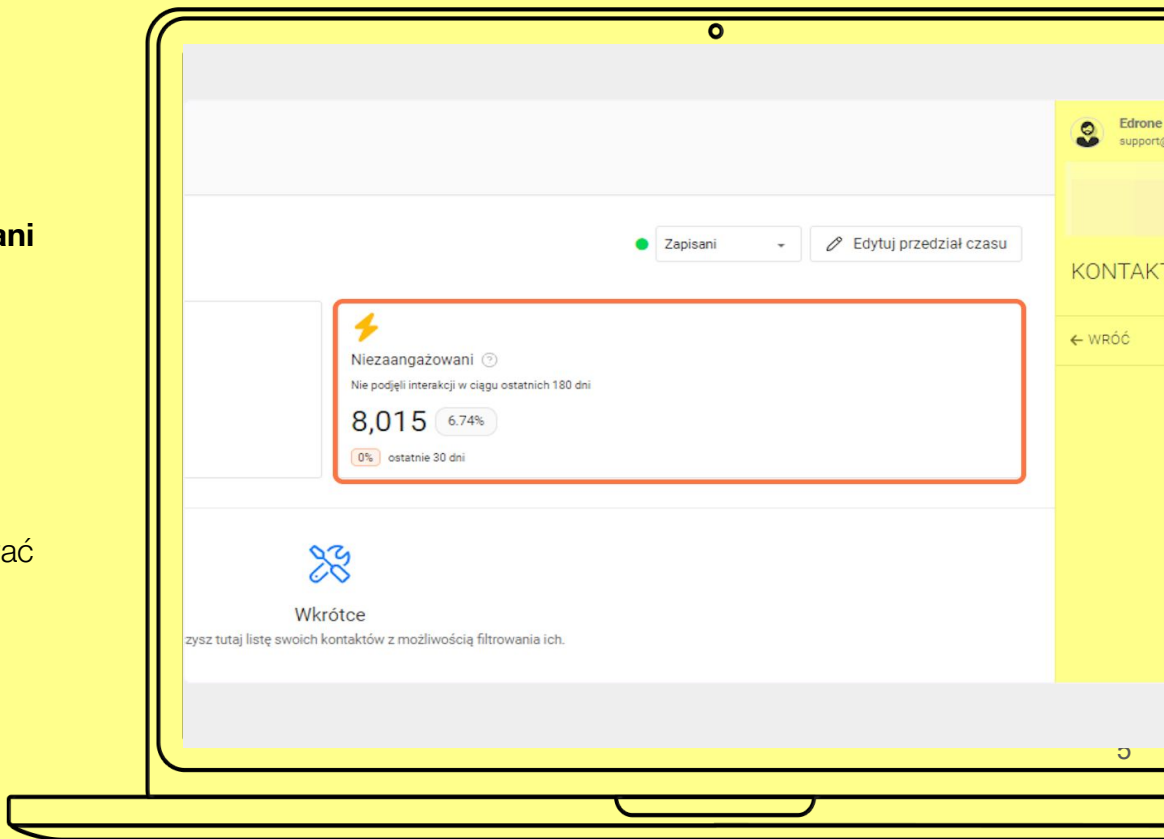 ani
ać
Zapisani
Edytuj przedział czasu
Niezaangażowani
Nie podjęli interakcji w ciągu ostatnich 180 dni
8,015 6.74%
0% ostatnie 30 dni
Wkrótce
zysz tutaj listę swoich kontaktów z możliwością filtrowania ich.
Edrone
support@
KONTAKT
← WRÓĆ
5